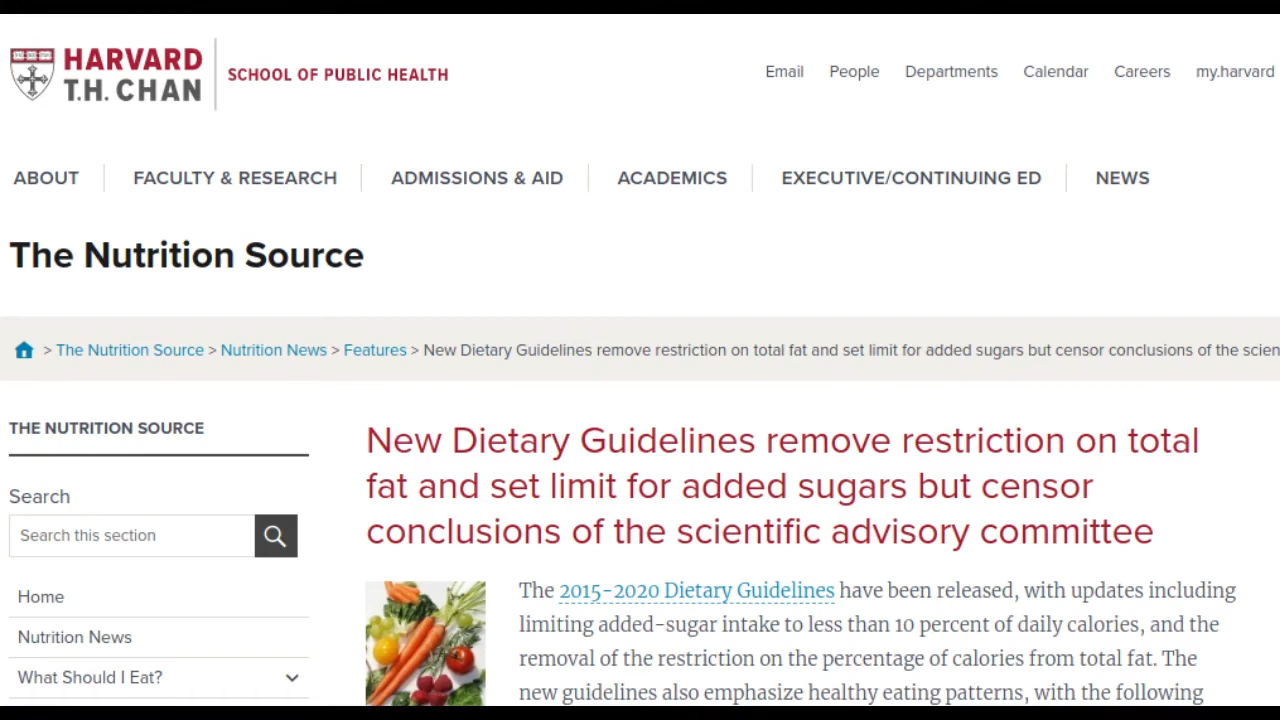 HARVARD
T.H. CHAN
SCHOOL OF PUBLIC HEALTH
Email People Departments Calendar Careers my.harvard
ABOUT FACULTY & RESEARCH ADMISSIONS & AID ACADEMICS EXECUTIVE/CONTINUING ED NEWS
The Nutrition Source
> The Nutrition Source > Nutrition News > Features > New Dietary Guidelines remove restriction on total fat and set limit for added sugars but censor conclusions of the scien
THE NUTRITION SOURCE
Search
Search this section
Home
Nutrition News
What Should I Eat?
New Dietary Guidelines remove restriction on total
fat and set limit for added sugars but censor
conclusions of the scientific advisory committee
The 2015-2020 Dietary Guidelines have been released, with updates including
limiting added-sugar intake to less than 10 percent of daily calories, and the
removal of the restriction on the percentage of calories from total fat. The
new guidelines also emphasize healthy eating patterns, with the following